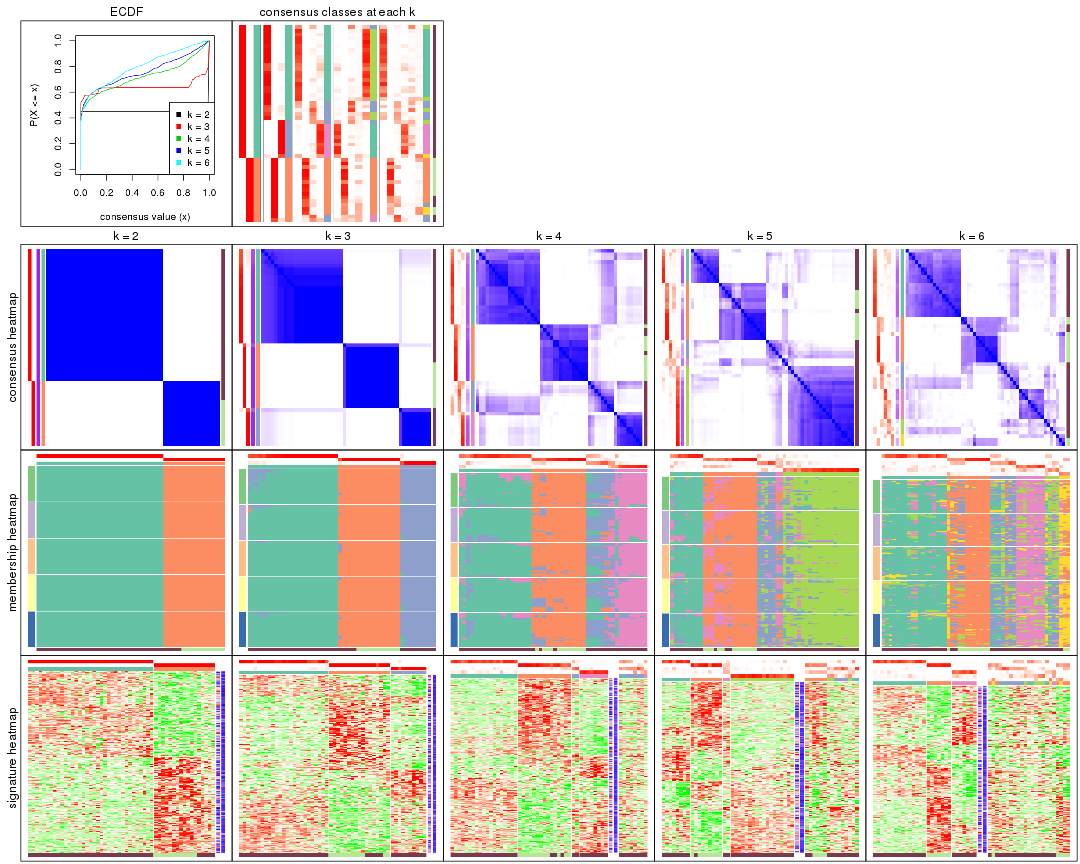 ECDF
consensus classes at each k
P(X <= x)
0.0 0.2 0.4 0.6 0.8 1.0
k = 2
k = 3
k = 4
k = 5
k = 6
0.0 0.2 0.4 0.6 0.8 1.0
consensus value (x)
k = 2
k = 3
k = 4
k = 5
k = 6
consensus heatmap
membership heatmap
signature heatmap